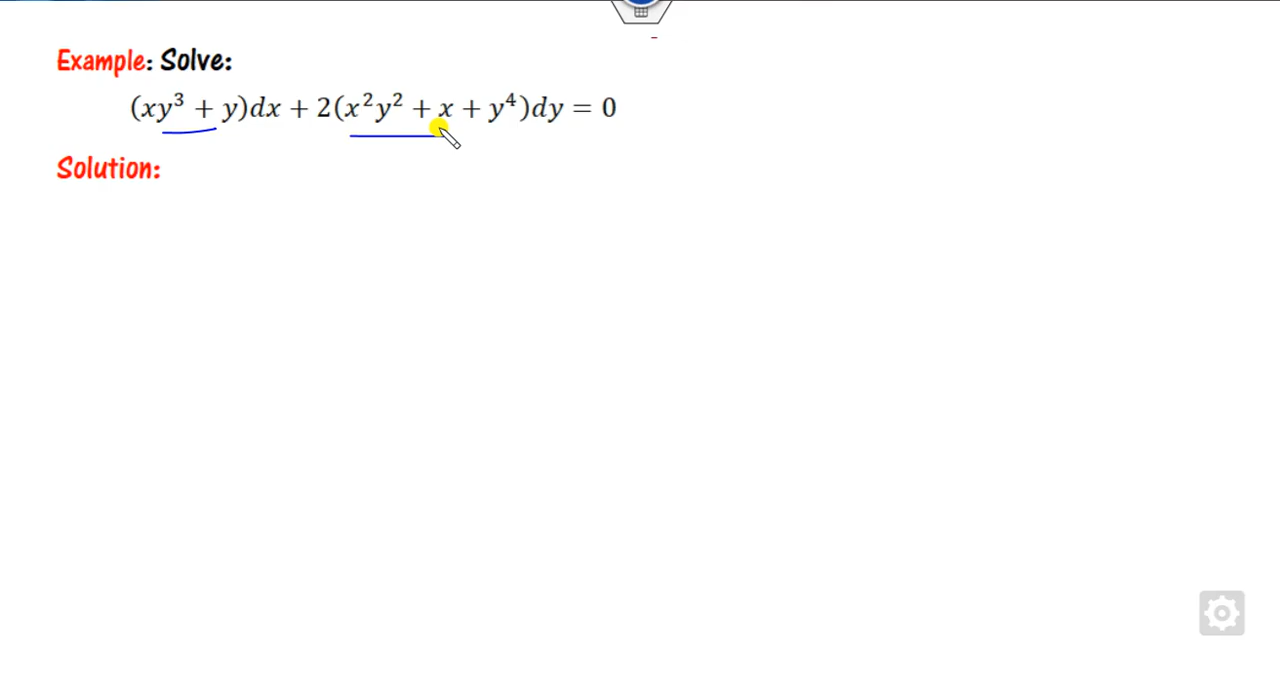 Example: Solve:
(xy³ + y)dx + 2(x²y² + x + y⁴)dy = 0
Solution: